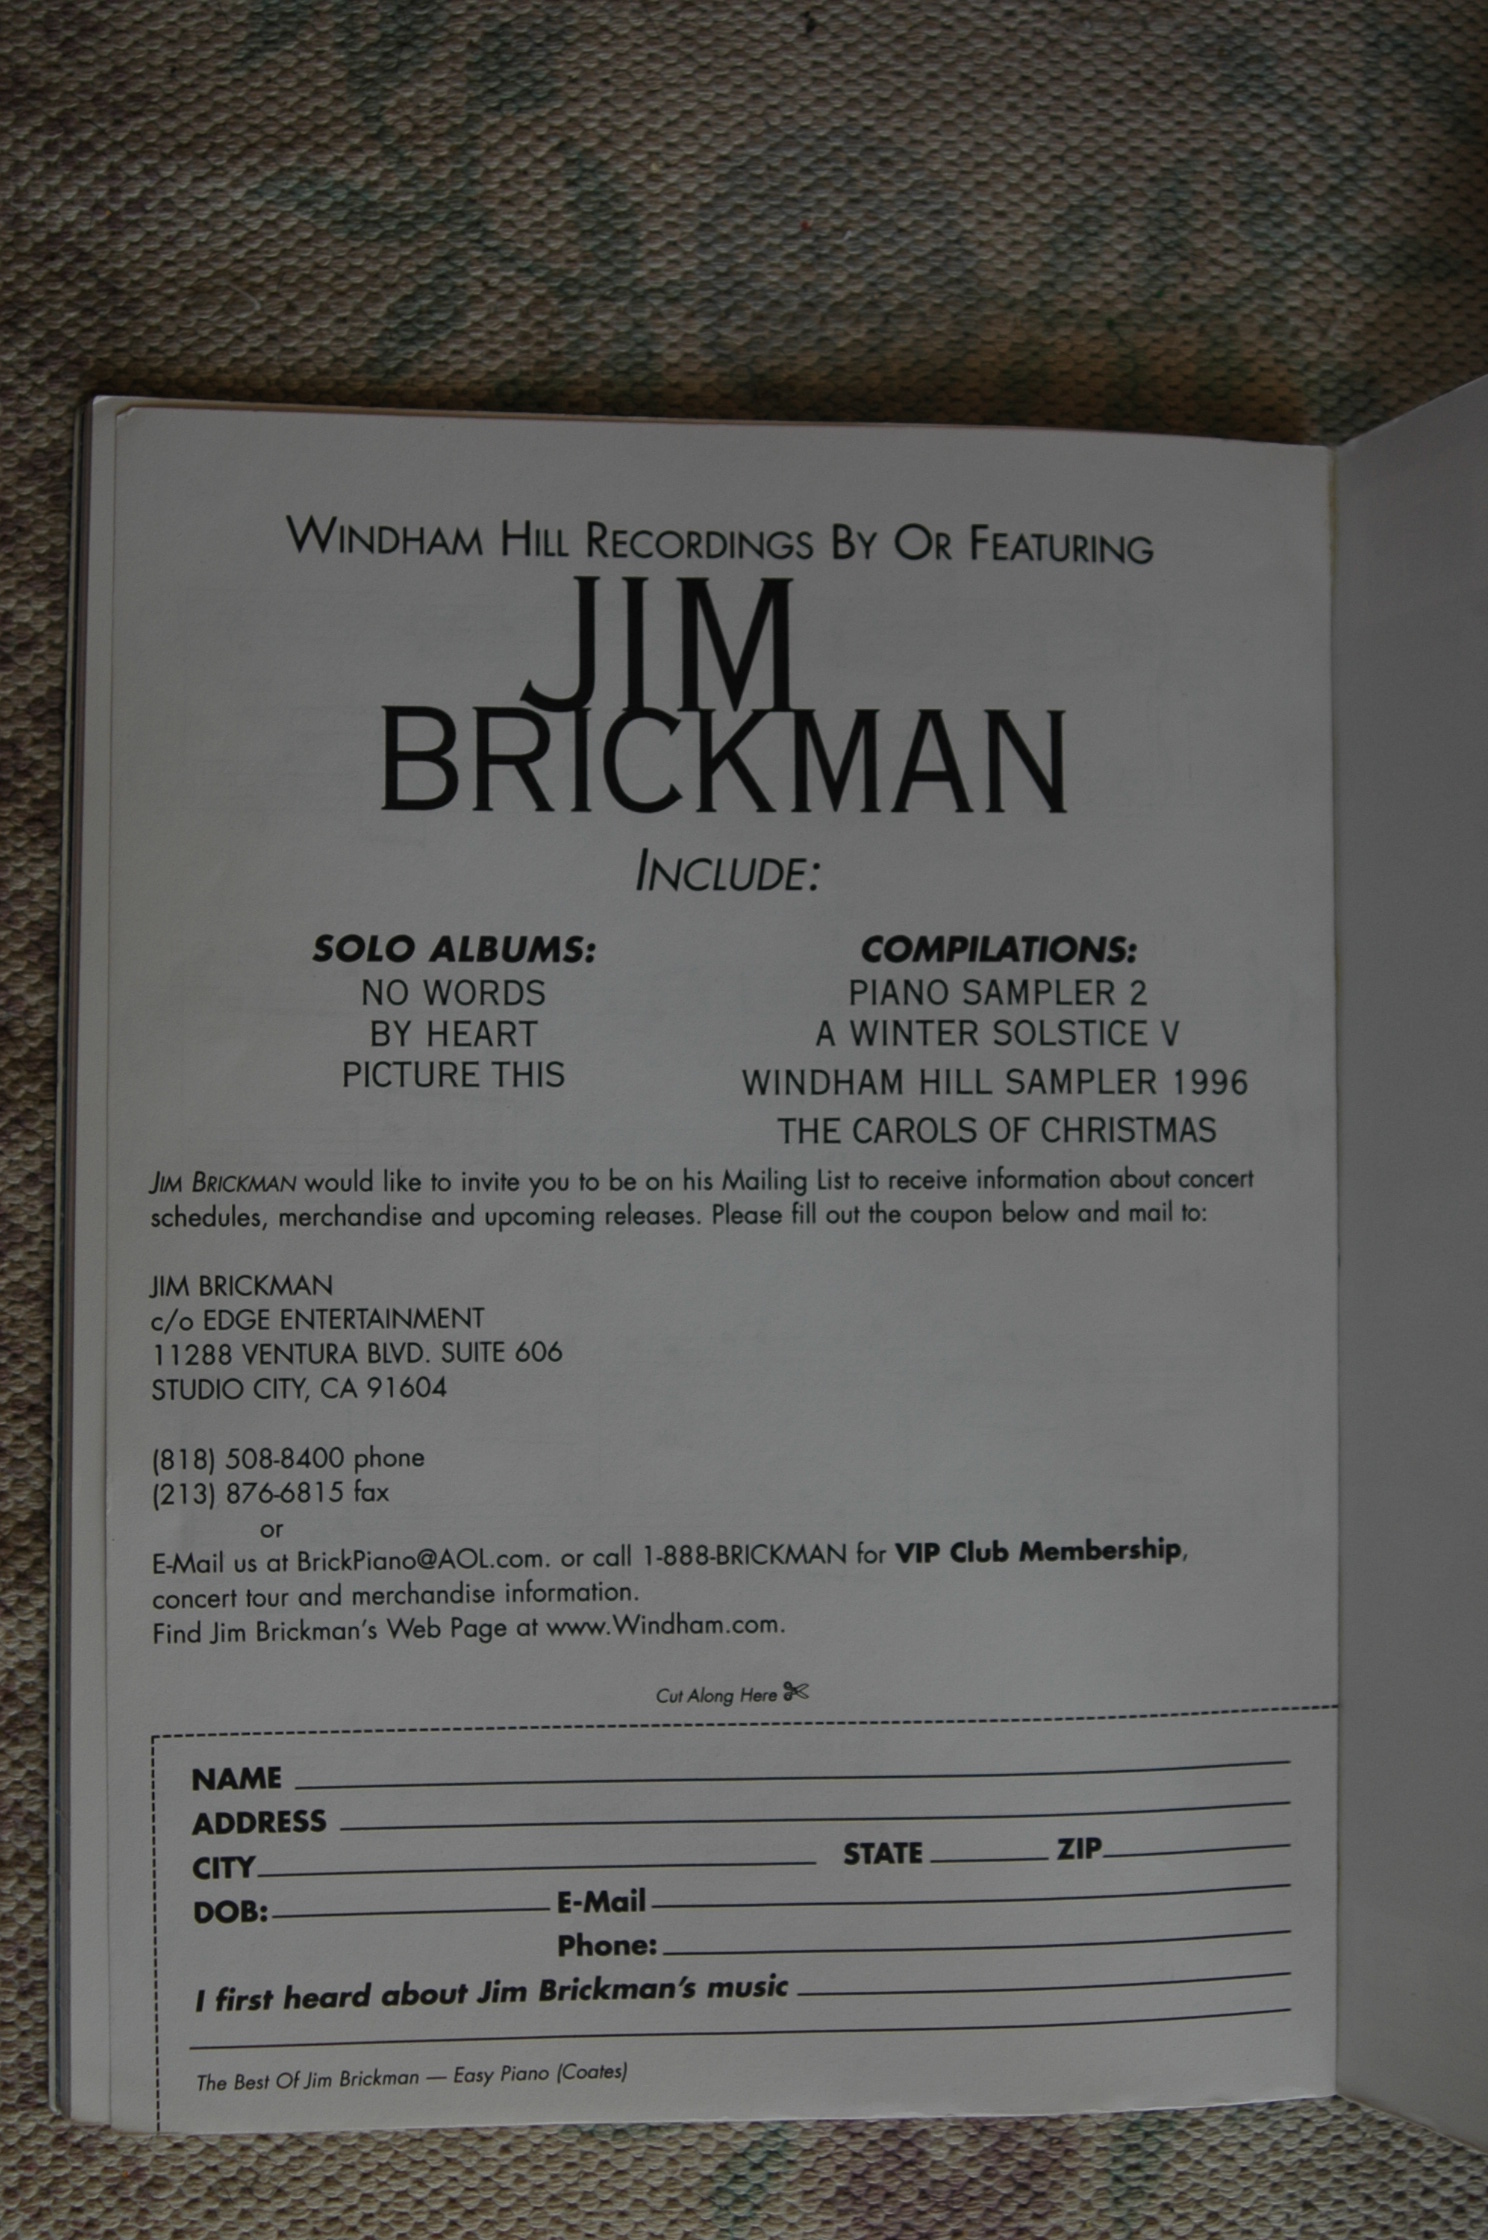 WINDHAM HILL RECORDINGS BY OR FEATURING
JIM
BRICKMAN
INCLUDE:
SOLO ALBUMS:
NO WORDS
BY HEART
PICTURE THIS
COMPILATIONS:
PIANO SAMPLER 2
A WINTER SOLSTICE V
WINDHAM HILL SAMPLER 1996
THE CAROLS OF CHRISTMAS
JIM BRICKMAN would like to invite you to be on his Mailing List to receive information about concert
schedules, merchandise and upcoming releases. Please fill out the coupon below and mail to:
JIM BRICKMAN
c/o EDGE ENTERTAINMENT
11288 VENTURA BLVD. SUITE 606
STUDIO CITY, CA 91604
(818) 508-8400 phone
(213) 876-6815 fax
or
E-Mail us at BrickPiano@AOL.com. or call 1-888-BRICKMAN for VIP Club Membership,
concert tour and merchandise information.
Find Jim Brickman's Web Page at www.Windham.com.
Cut Along Here
NAME
ADDRESS
CITY STATE ZIP
DOB: E-Mail
Phone:
I first heard about Jim Brickman's music
The Best Of Jim Brickman — Easy Piano (Coates)